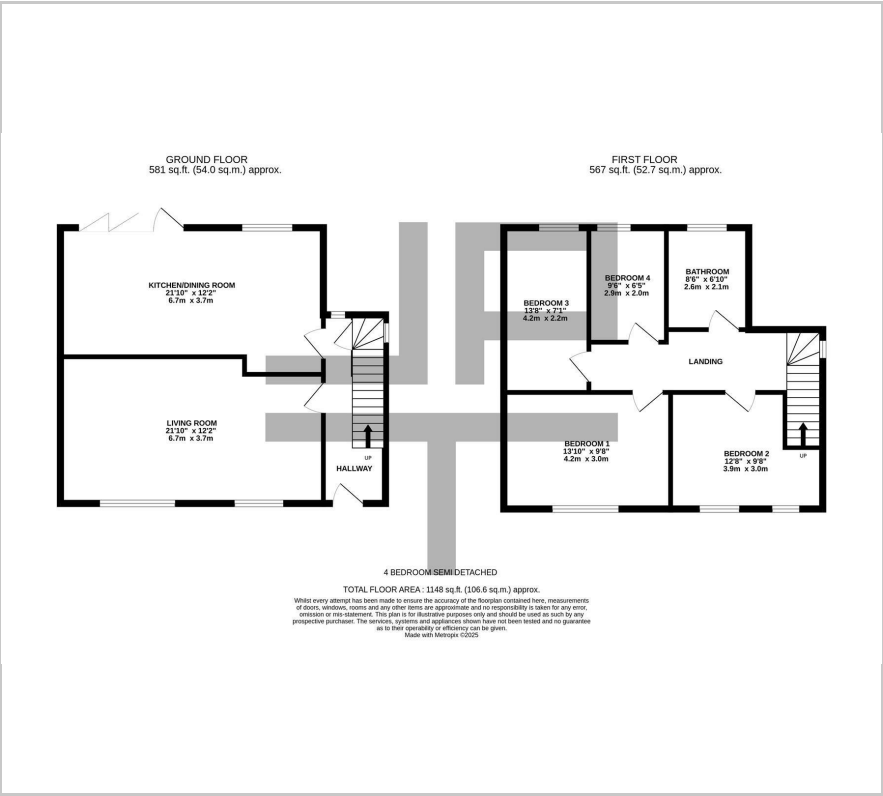 GROUND FLOOR
581 sq.ft. (54.0 sq.m.) approx.
KITCHEN/DINING ROOM
21'10" x 12'2"
6.7m x 3.7m
LIVING ROOM
21'10" x 12'2"
6.7m x 3.7m
UP
HALLWAY
FIRST FLOOR
567 sq.ft. (52.7 sq.m.) approx.
BEDROOM 3
13'8" x 7'1"
4.2m x 2.2m
BEDROOM 4
9'6" x 6'5"
2.9m x 2.0m
BATHROOM
8'6" x 6'10"
2.6m x 2.1m
LANDING
BEDROOM 1
13'10" x 9'8"
4.2m x 3.0m
BEDROOM 2
12'8" x 9'8"
3.9m x 3.0m
UP
4 BEDROOM SEMI DETACHED
TOTAL FLOOR AREA : 1148 sq.ft. (106.6 sq.m.) approx.
Whilst every attempt has been made to ensure the accuracy of the floorplan contained here, measurements
of doors, windows, rooms and any other items are approximate and no responsibility is taken for any error,
omission or mis-statement. This plan is for illustrative purposes only and should be used as such by any
prospective purchaser. The services, systems and appliances shown have not been tested and no guarantee
as to their operability or efficiency can be given.
Made with Metropix ©2025